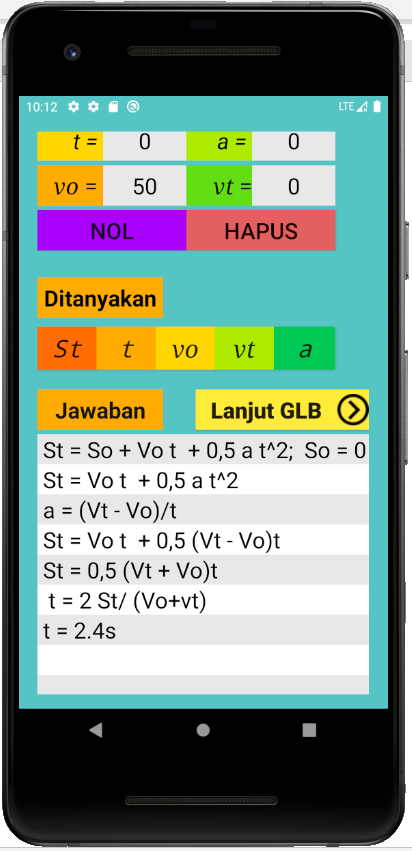 10:12 LTE
t = 0 a = 0
vo = 50 vt= 0
NOL HAPUS
Ditanyakan
St t vo vt a
Jawaban Lanjut GLB
St = So + Vo t + 0,5 a t^2; So = 0
St = Vo t + 0,5 a t^2
a = (Vt - Vo)/t
St = Vo t + 0,5 (Vt - Vo)t
St = 0,5 (Vt + Vo)t
t = 2 St/ (Vo+vt)
t = 2.4s